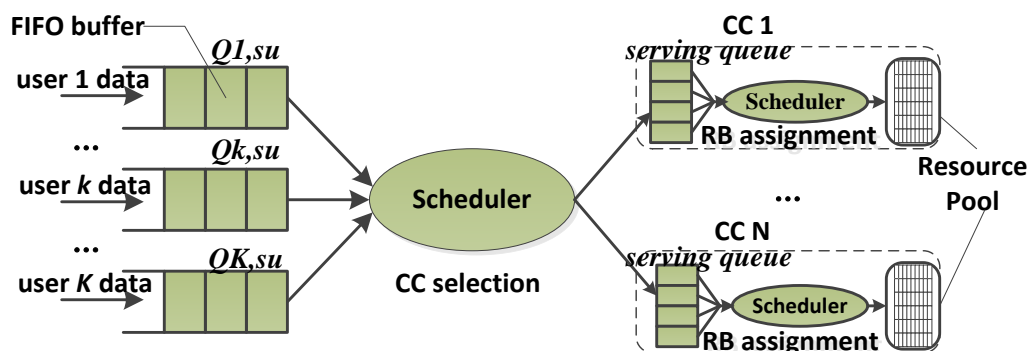 FIFO buffer
Q1,su
user 1 data
...
Qk,su
user k data
...
QK,su
user K data
Scheduler
CC selection
CC 1
serving queue
Scheduler
RB assignment
Resource
Pool
...
CC N
serving queue
Scheduler
RB assignment